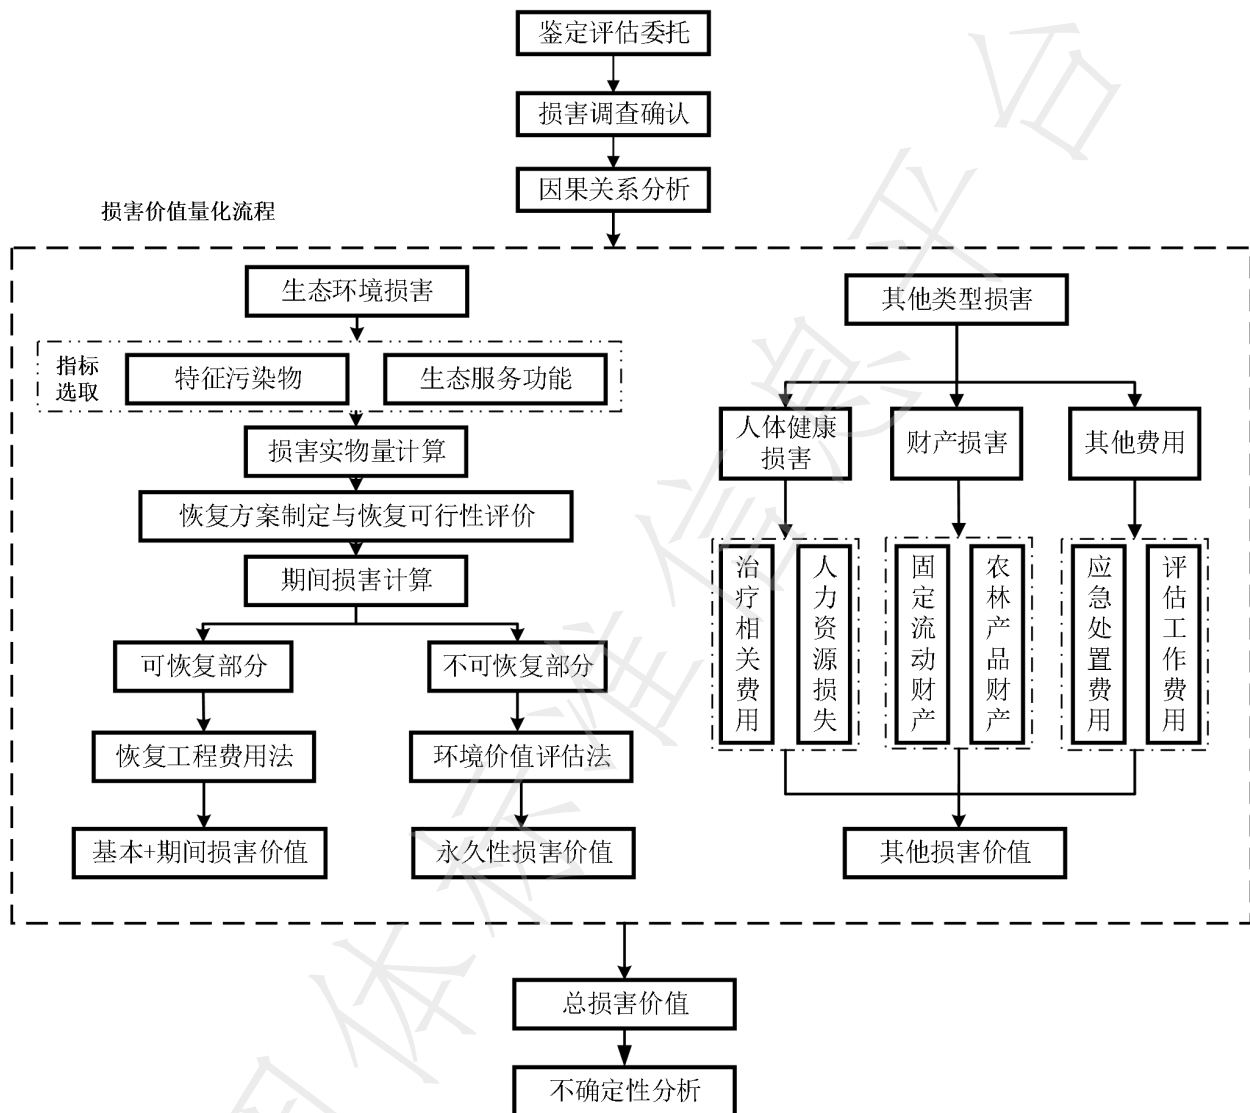 鉴定评估委托
损害调查确认
因果关系分析
损害价值量化流程
生态环境损害
指标
选取
特征污染物
生态服务功能
损害实物量计算
恢复方案制定与恢复可行性评价
期间损害计算
可恢复部分
不可恢复部分
恢复工程费用法
环境价值评估法
基本+期间损害价值
永久性损害价值
其他类型损害
人体健康
损害
财产损害
其他费用
治疗相关费用
人力资源损失
固定流动财产
农林产品财产
应急处置费用
评估工作费用
其他损害价值
总损害价值
不确定性分析
体标准信息平台